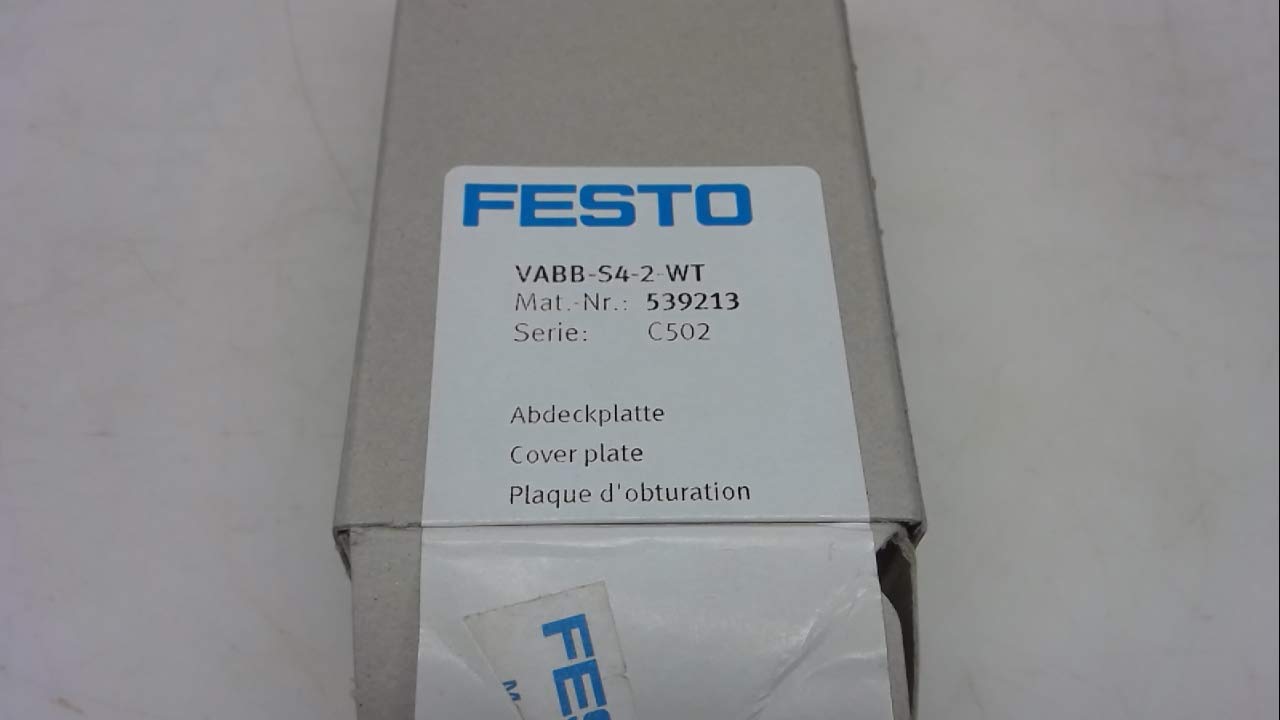 FESTO
VABB-S4-2-WT
Mat.-Nr.: 539213
Serie: C502
Abdeckplatte
Cover plate
Plaque d'obturation
FES
M